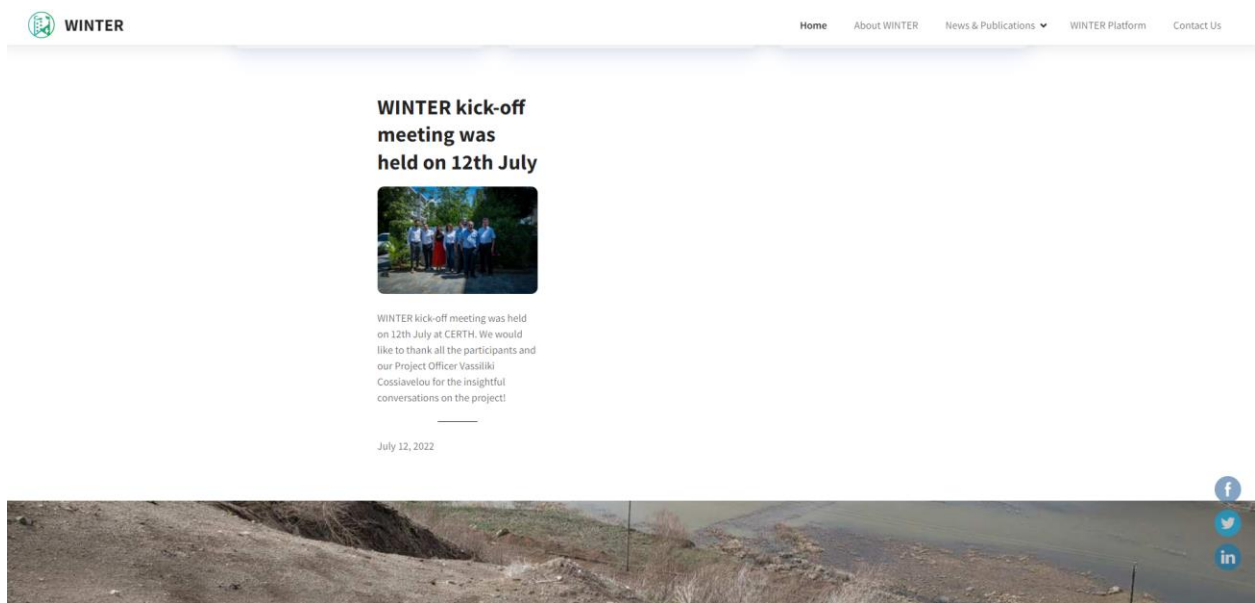 WINTER
Home About WINTER News & Publications WINTER Platform Contact Us
WINTER kick-off
meeting was
held on 12th July
WINTER kick-off meeting was held
on 12th July at CERTH. We would
like to thank all the participants and
our Project Officer Vassiliki
Cossiavelou for the insightful
conversations on the project!
July 12, 2022
f
in